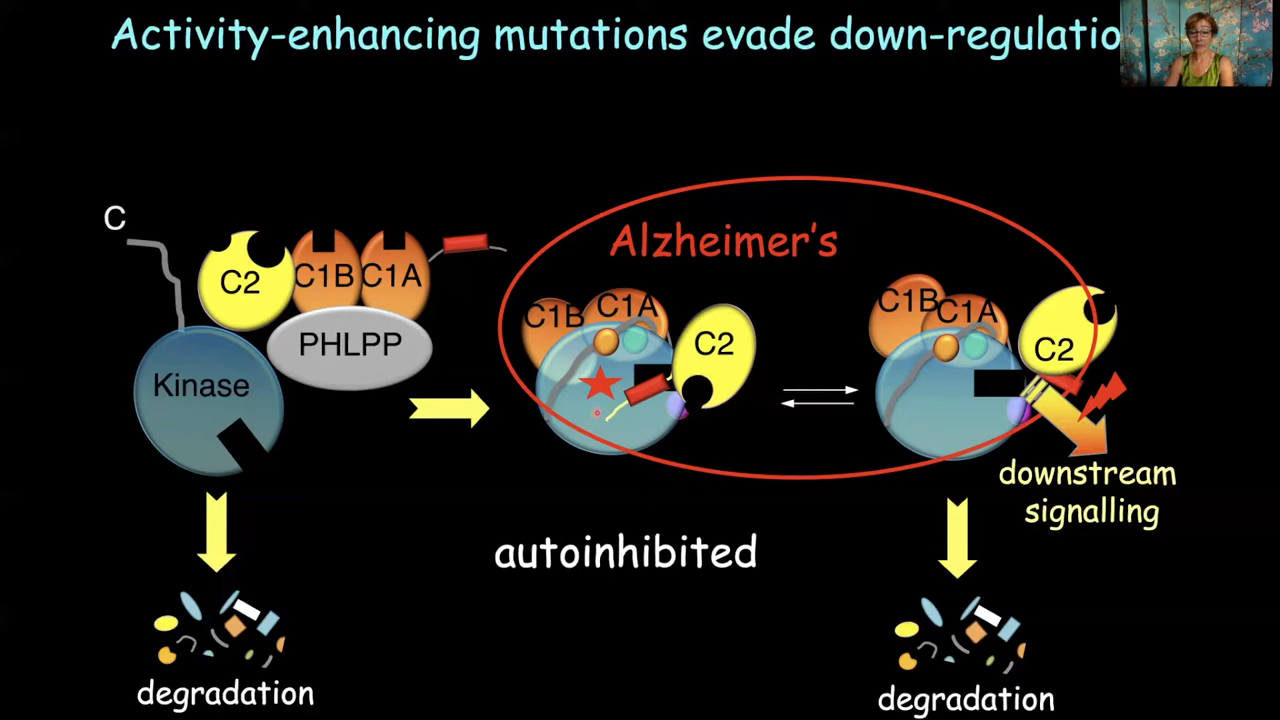 Activity-enhancing mutations evade down-regulatio
Alzheimer's
C
C2
C1B
C1A
PHLPP
Kinase
C1B
C1A
C2
C1B
C1A
C2
downstream
signalling
autoinhibited
degradation
degradation